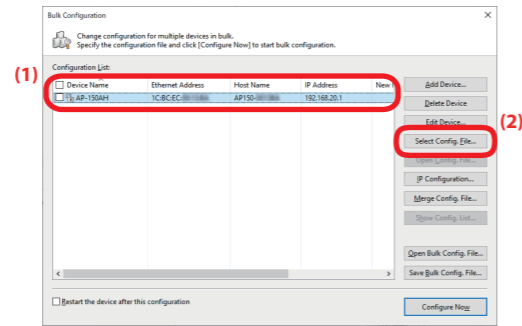 Bulk Configuration
Change configuration for multiple devices in bulk.
Specify the configuration file and click [Configure Now] to start bulk configuration.
Configuration List:
(1)
Device Name Ethernet Address Host Name IP Address New
AP-150AH 1C:BC:EC: AP150- 192.168.20.1
Add Device...
Delete Device
Edit Device...
(2)
Select Config. File...
Open Config. File...
IP Configuration...
Merge Config. File...
Show Config. List...
Open Bulk Config. File...
Save Bulk Config. File...
Restart the device after this configuration
Configure Now